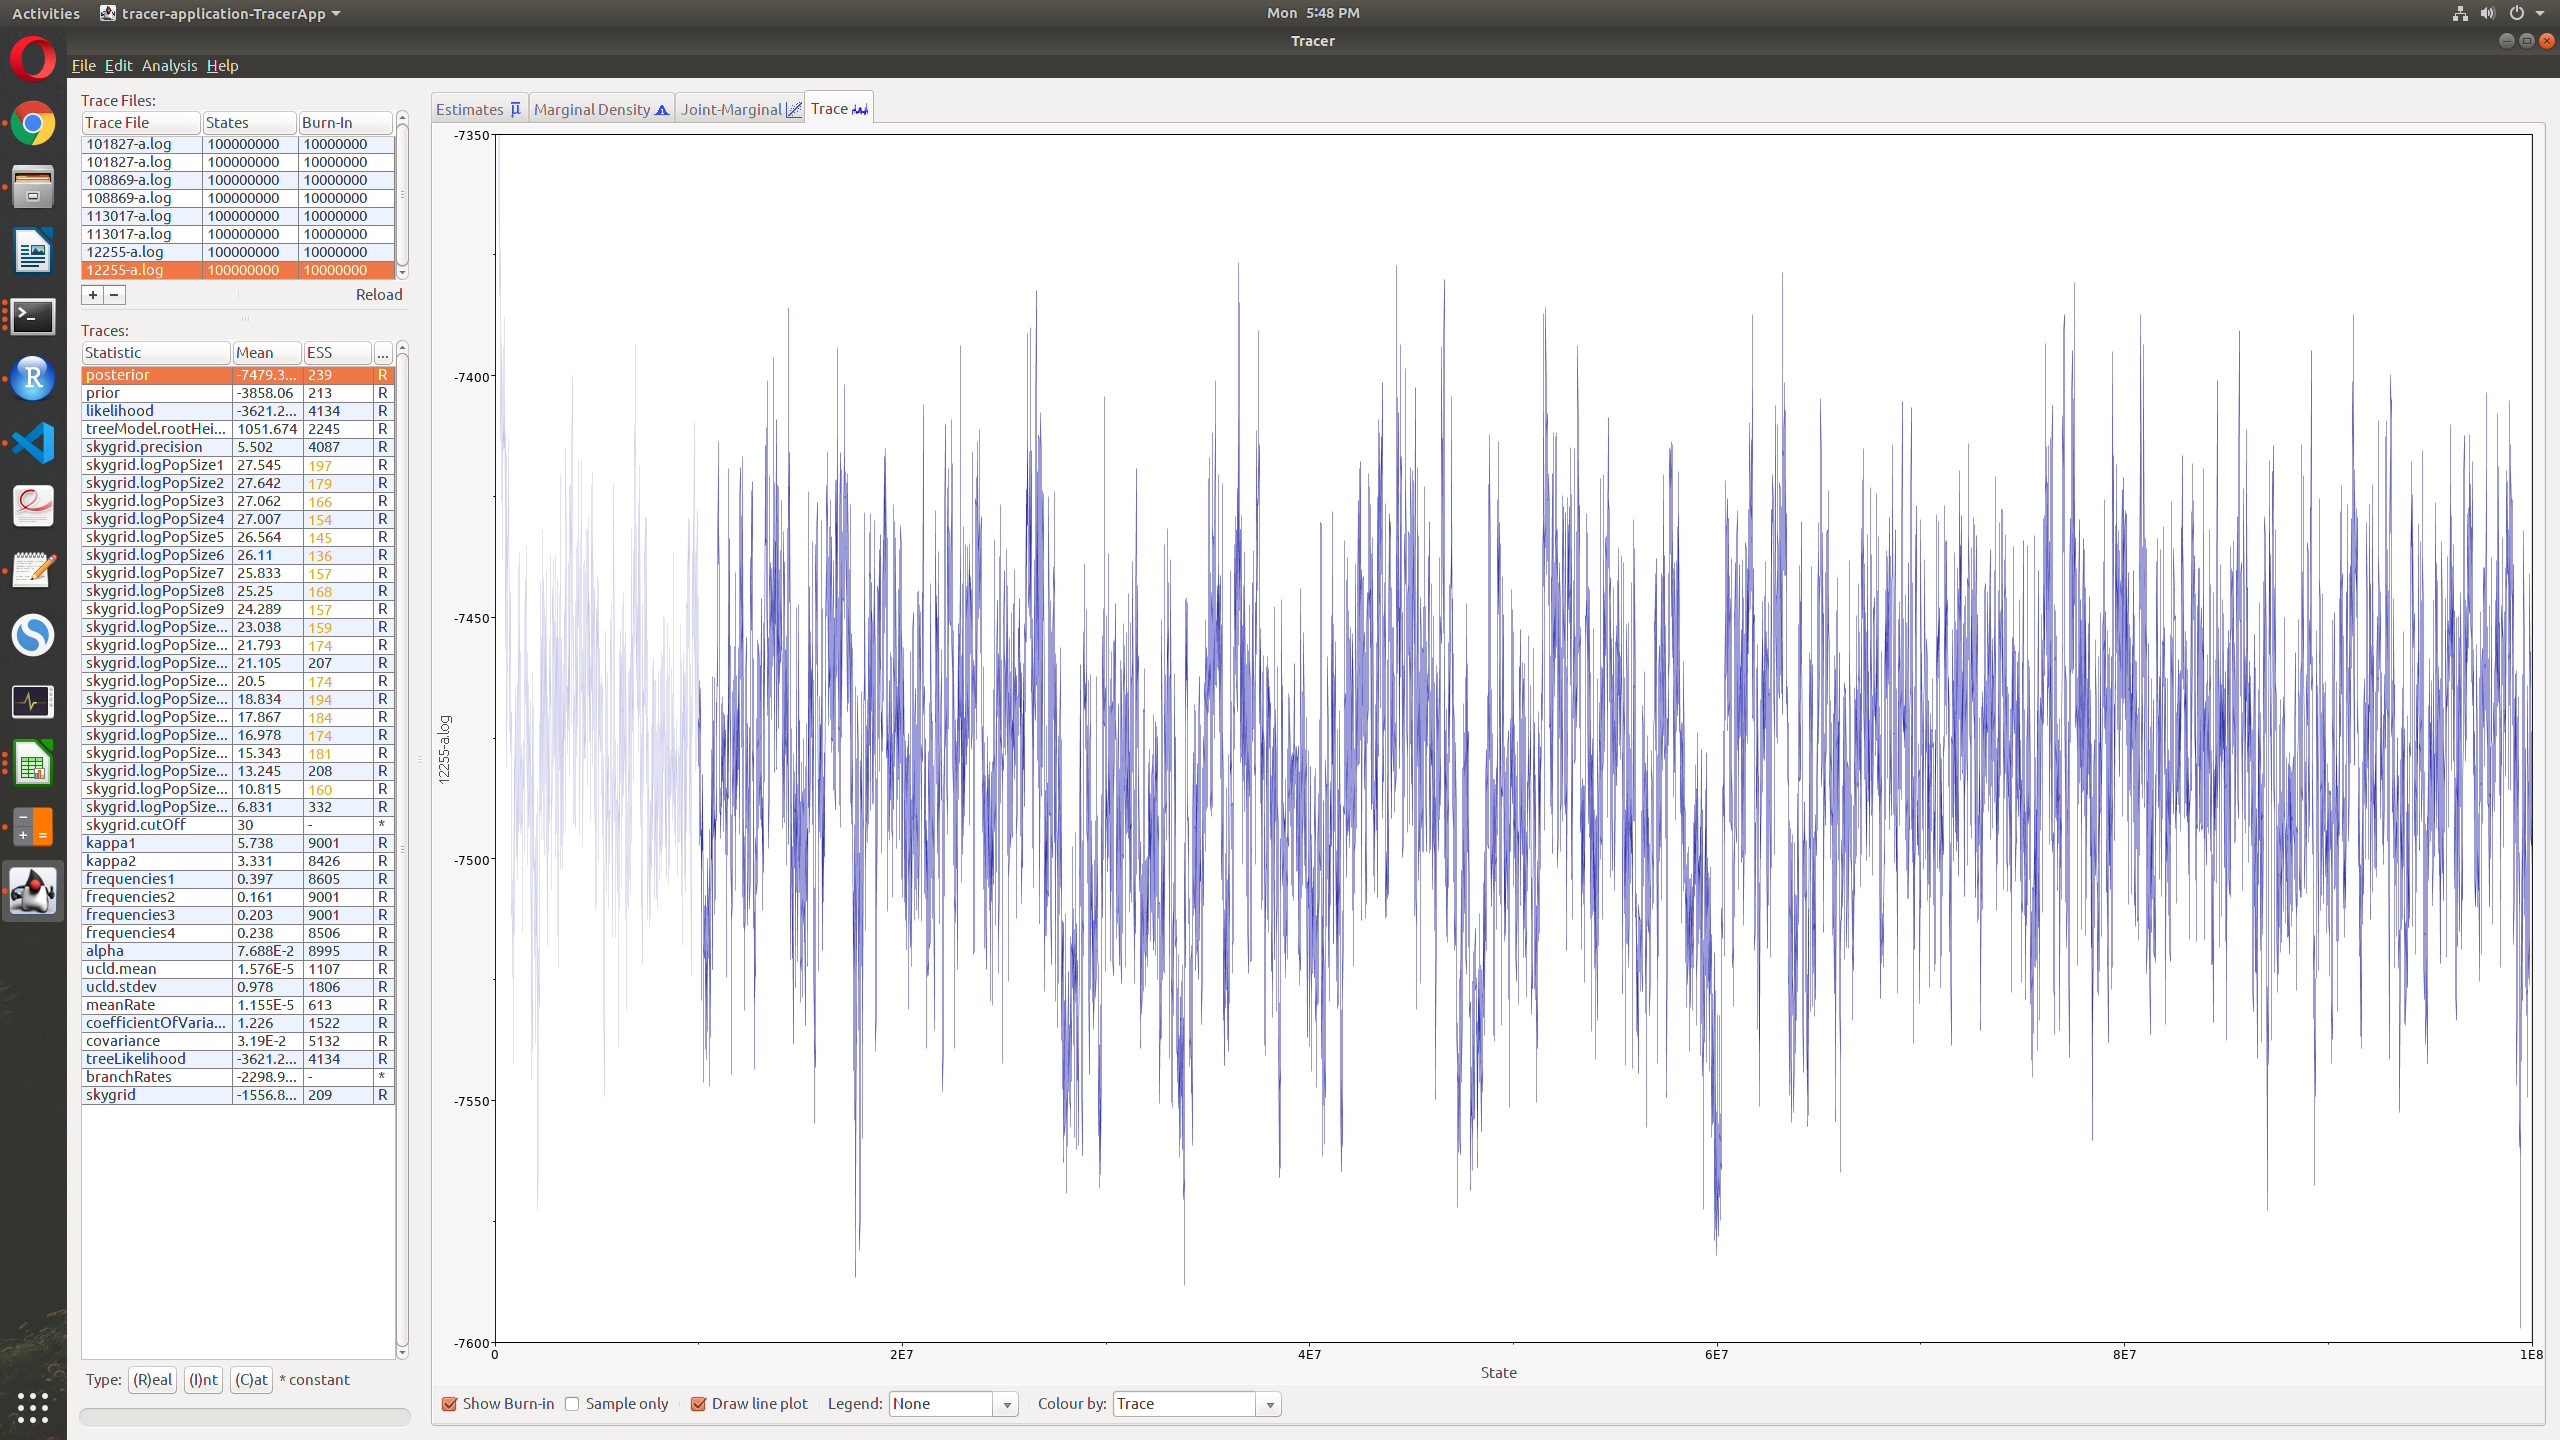 Activities tracer-application-TracerApp Mon 5:48 PM
Tracer
File Edit Analysis Help
Trace Files:
Trace File States Burn-In
101827-a.log 100000000 10000000
101827-a.log 100000000 10000000
108869-a.log 100000000 10000000
108869-a.log 100000000 10000000
113017-a.log 100000000 10000000
113017-a.log 100000000 10000000
12255-a.log 100000000 10000000
12255-a.log 100000000 10000000
+ − Reload
Traces:
Statistic Mean ESS ...
posterior -7479.3... 239 R
prior -3858.06 213 R
likelihood -3621.2... 4134 R
treeModel.rootHei... 1051.674 2245 R
skygrid.precision 5.502 4087 R
skygrid.logPopSize1 27.545 197 R
skygrid.logPopSize2 27.642 179 R
skygrid.logPopSize3 27.062 166 R
skygrid.logPopSize4 27.007 154 R
skygrid.logPopSize5 26.564 145 R
skygrid.logPopSize6 26.11 136 R
skygrid.logPopSize7 25.833 157 R
skygrid.logPopSize8 25.25 168 R
skygrid.logPopSize9 24.289 157 R
skygrid.logPopSize... 23.038 159 R
skygrid.logPopSize... 21.793 174 R
skygrid.logPopSize... 21.105 207 R
skygrid.logPopSize... 20.5 174 R
skygrid.logPopSize... 18.834 194 R
skygrid.logPopSize... 17.867 184 R
skygrid.logPopSize... 16.978 174 R
skygrid.logPopSize... 15.343 181 R
skygrid.logPopSize... 13.245 208 R
skygrid.logPopSize... 10.815 160 R
skygrid.logPopSize... 6.831 332 R
skygrid.cutOff 30 - *
kappa1 5.738 9001 R
kappa2 3.331 8426 R
frequencies1 0.397 8605 R
frequencies2 0.161 9001 R
frequencies3 0.203 9001 R
frequencies4 0.238 8506 R
alpha 7.688E-2 8995 R
ucld.mean 1.576E-5 1107 R
ucld.stdev 0.978 1806 R
meanRate 1.155E-5 613 R
coefficientOfVaria... 1.226 1522 R
covariance 3.19E-2 5132 R
treeLikelihood -3621.2... 4134 R
branchRates -2298.9... - *
skygrid -1556.8... 209 R
Type: (R)eal (I)nt (C)at * constant
Estimates Marginal Density Joint-Marginal Trace
-7350
-7400
-7450
-7500
-7550
-7600
12255-a.log
0 2E7 4E7 6E7 8E7 1E8
State
Show Burn-in Sample only Draw line plot Legend: None Colour by: Trace